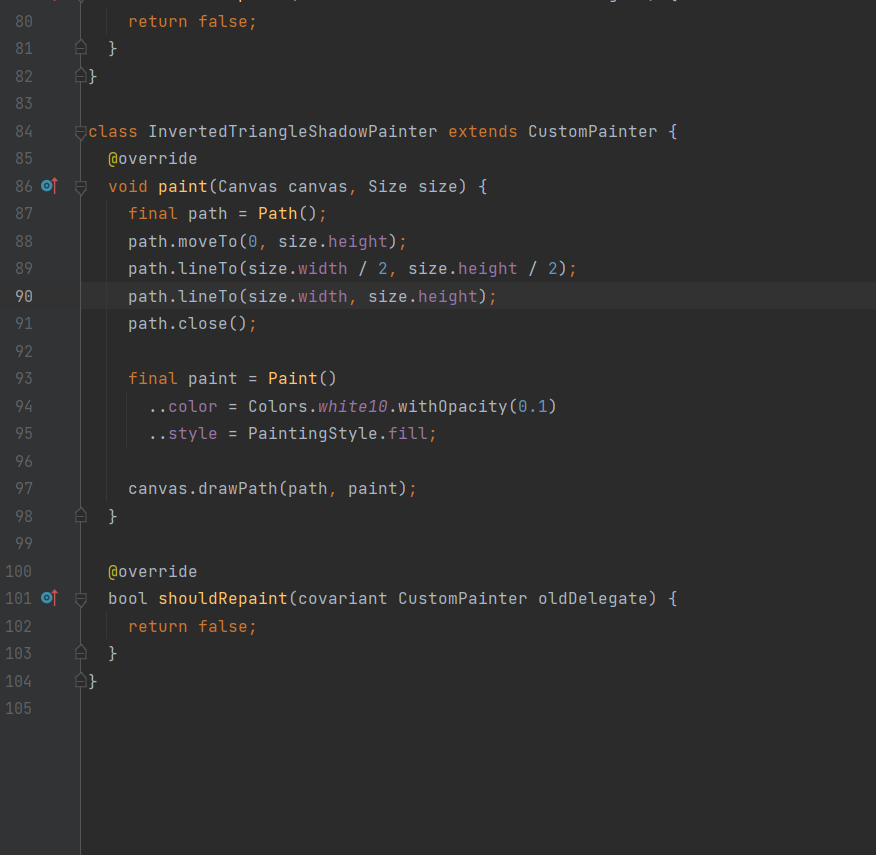 80 return false;
81 }
82 }
83
84 class InvertedTriangleShadowPainter extends CustomPainter {
85 @override
86 void paint(Canvas canvas, Size size) {
87 final path = Path();
88 path.moveTo(0, size.height);
89 path.lineTo(size.width / 2, size.height / 2);
90 path.lineTo(size.width, size.height);
91 path.close();
92
93 final paint = Paint()
94 ..color = Colors.white10.withOpacity(0.1)
95 ..style = PaintingStyle.fill;
96
97 canvas.drawPath(path, paint);
98 }
99
100 @override
101 bool shouldRepaint(covariant CustomPainter oldDelegate) {
102 return false;
103 }
104 }
105